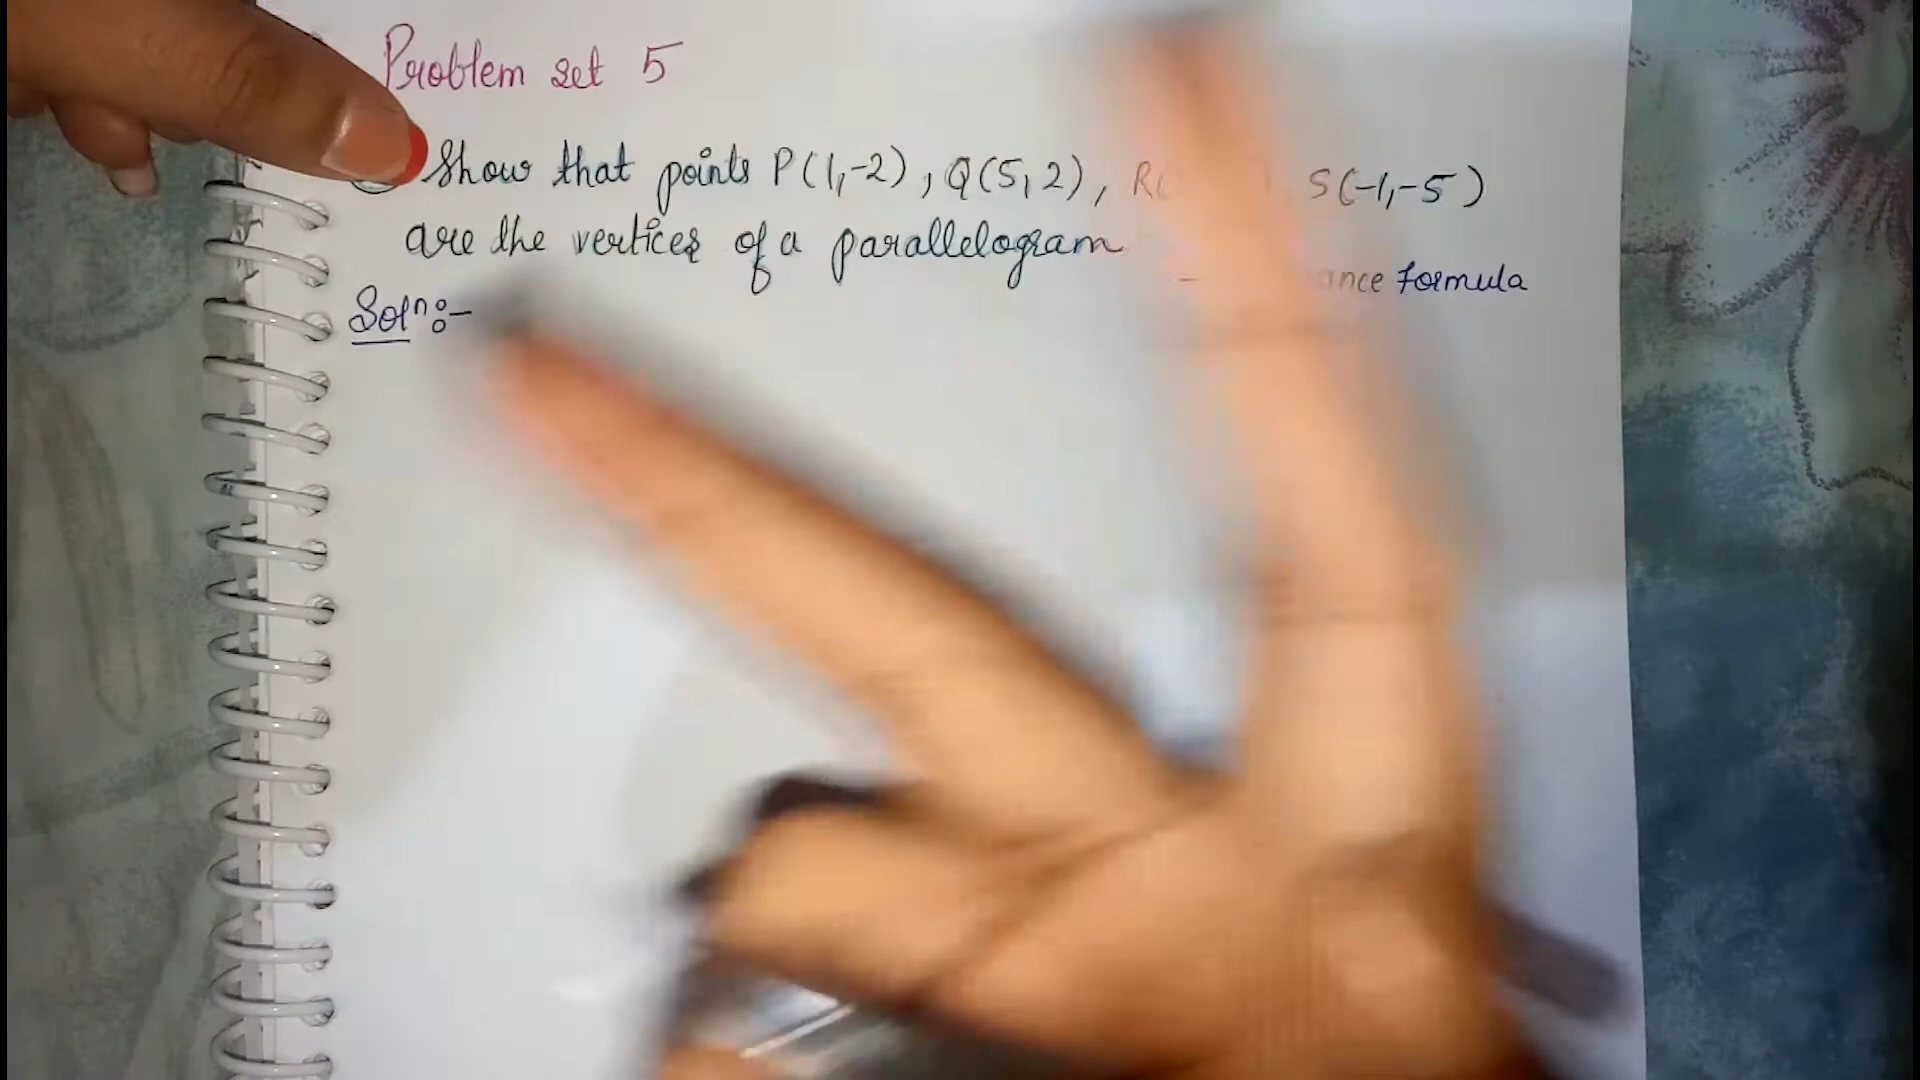 Problem set 5
Show that points P(1,-2), Q(5,2), R( , S(-1,-5)
are the vertices of a parallelogram
formula
Solⁿ:-